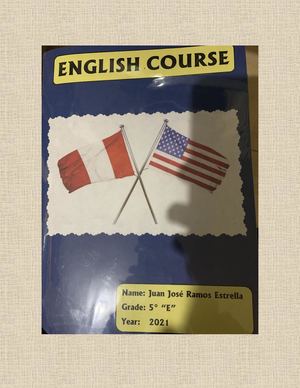 ENGLISH COURSE
Name: Juan José Ramos Estrella
Grade: 5° "E"
Year: 2021